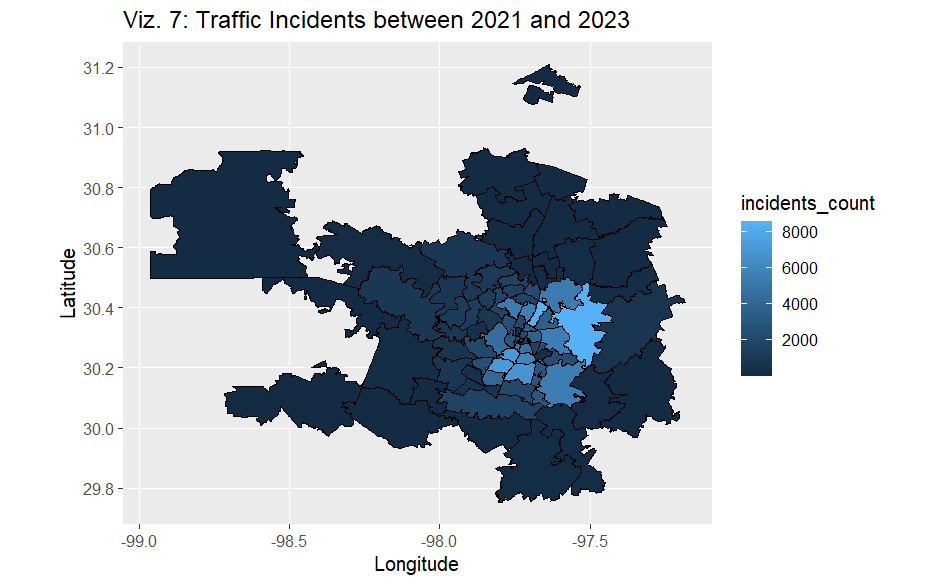 Viz. 7: Traffic Incidents between 2021 and 2023
31.2
31.0
30.8
30.6
30.4
30.2
30.0
29.8
Latitude
-99.0 -98.5 -98.0 -97.5
Longitude
incidents_count
8000
6000
4000
2000